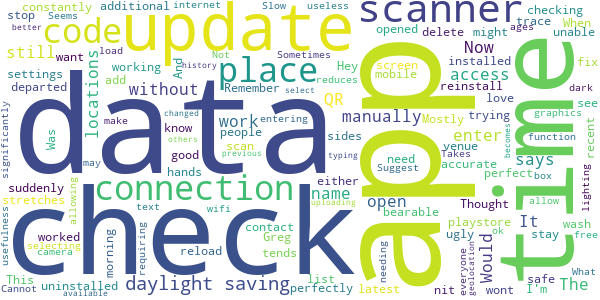 constantly
Seems
internet
Slow
useless
additional
stop
Hey
opened
delete
When
checking
trace
ages
better
load
And
history
Sometimes
might
unable
code
update
scanner
Now
installed
still
want
working
Not
reduces
screen
mobile
access
reinstall
fix
settings
add
place
Remember
love
dark
departed
locations
without
QR
manually
Mostly
trying
see
graphics
changed
entering
select
enter
recent
function
Was
make
know
work
people
sides
venue
becomes
significantly
data
others
scan
need
accurate
Takes
may
good
previous
typing
Suggest
says
perfect
box
suddenly
hands
app
time
connection
name
either
playstore
Thought
allow
lighting
stretches
allowing
text
wifi
uploading
open
bearable
It
stay
wash
usefulness
check
worked
reload
contact
Greg
list
needing
ugly
ok
everyone
geolocation
free
selecting
camera
morning
requiring
tends
Would
What
This
uninstalled
daylight saving
perfectly
latest
nit
wont
I'm
safe
The
Cannot
available